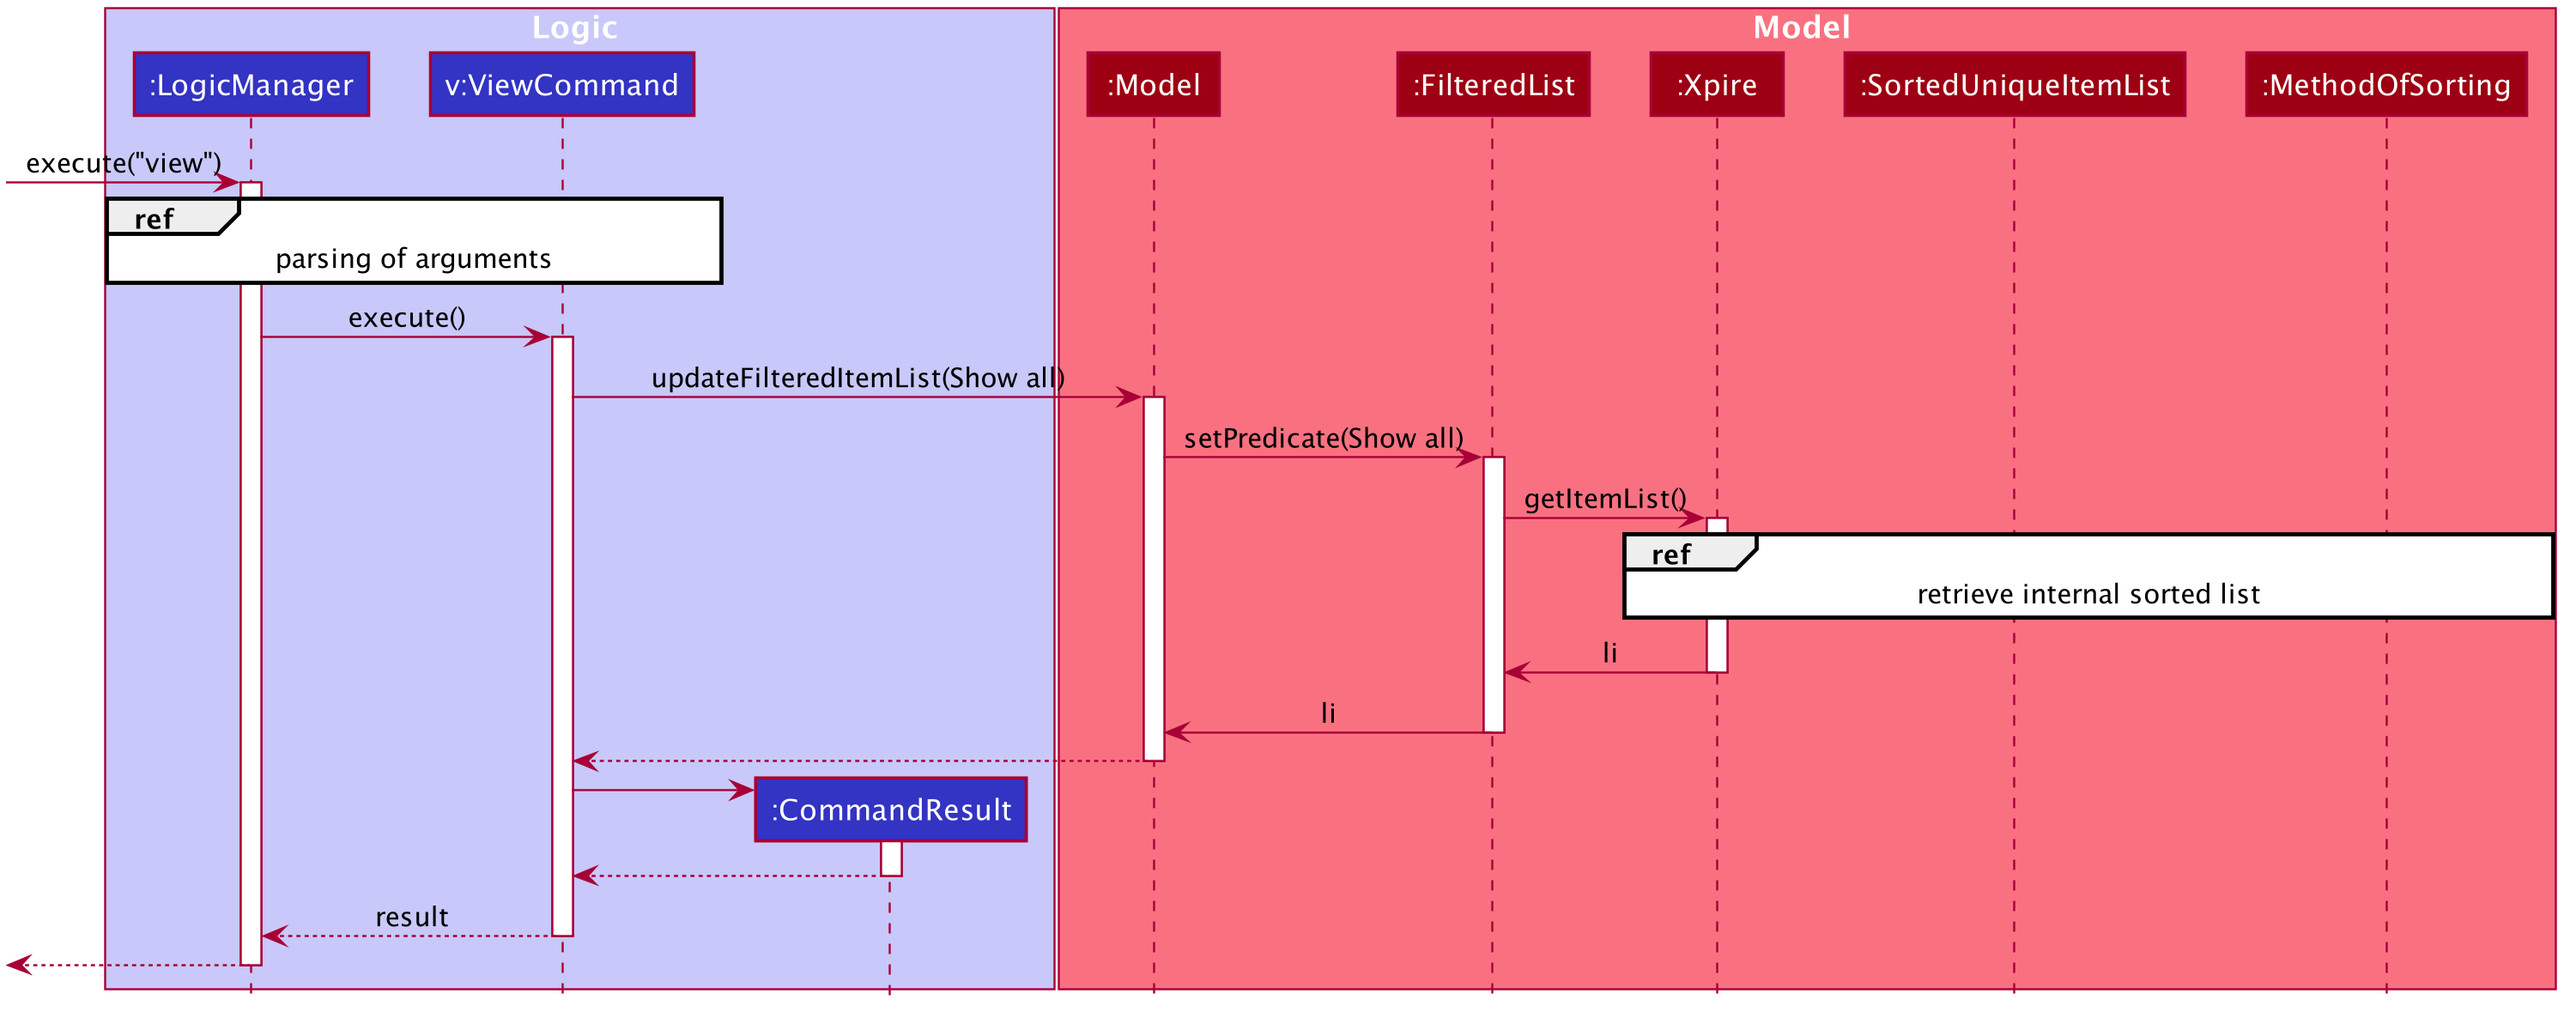 Logic
Model
:LogicManager
v:ViewCommand
:Model
:FilteredList
:Xpire
:SortedUniqueItemList
:MethodOfSorting
execute("view")
ref
parsing of arguments
execute()
updateFilteredItemList(Show all)
setPredicate(Show all)
getItemList()
ref
retrieve internal sorted list
li
li
:CommandResult
result